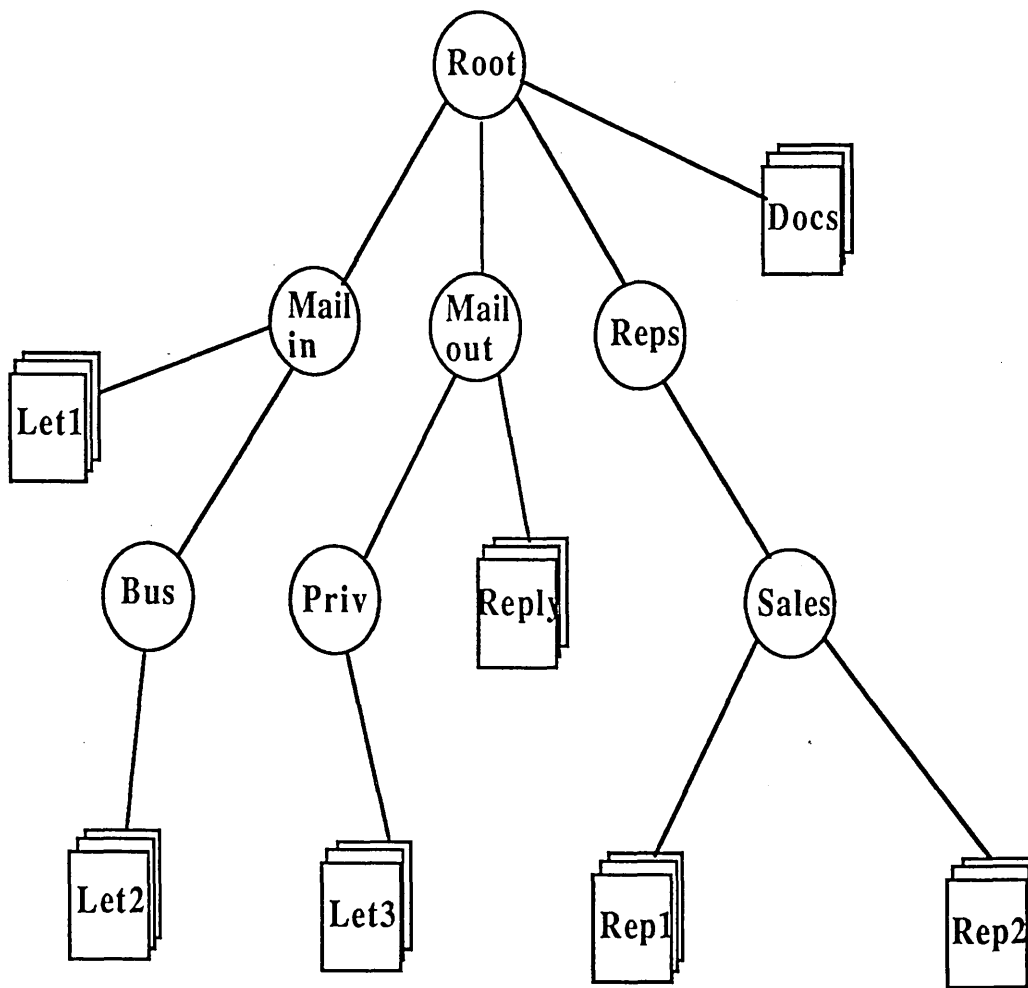 Root
Docs
Mail
in
Mail
out
Reps
Let1
Bus
Priv
Reply
Sales
Let2
Let3
Rep1
Rep2